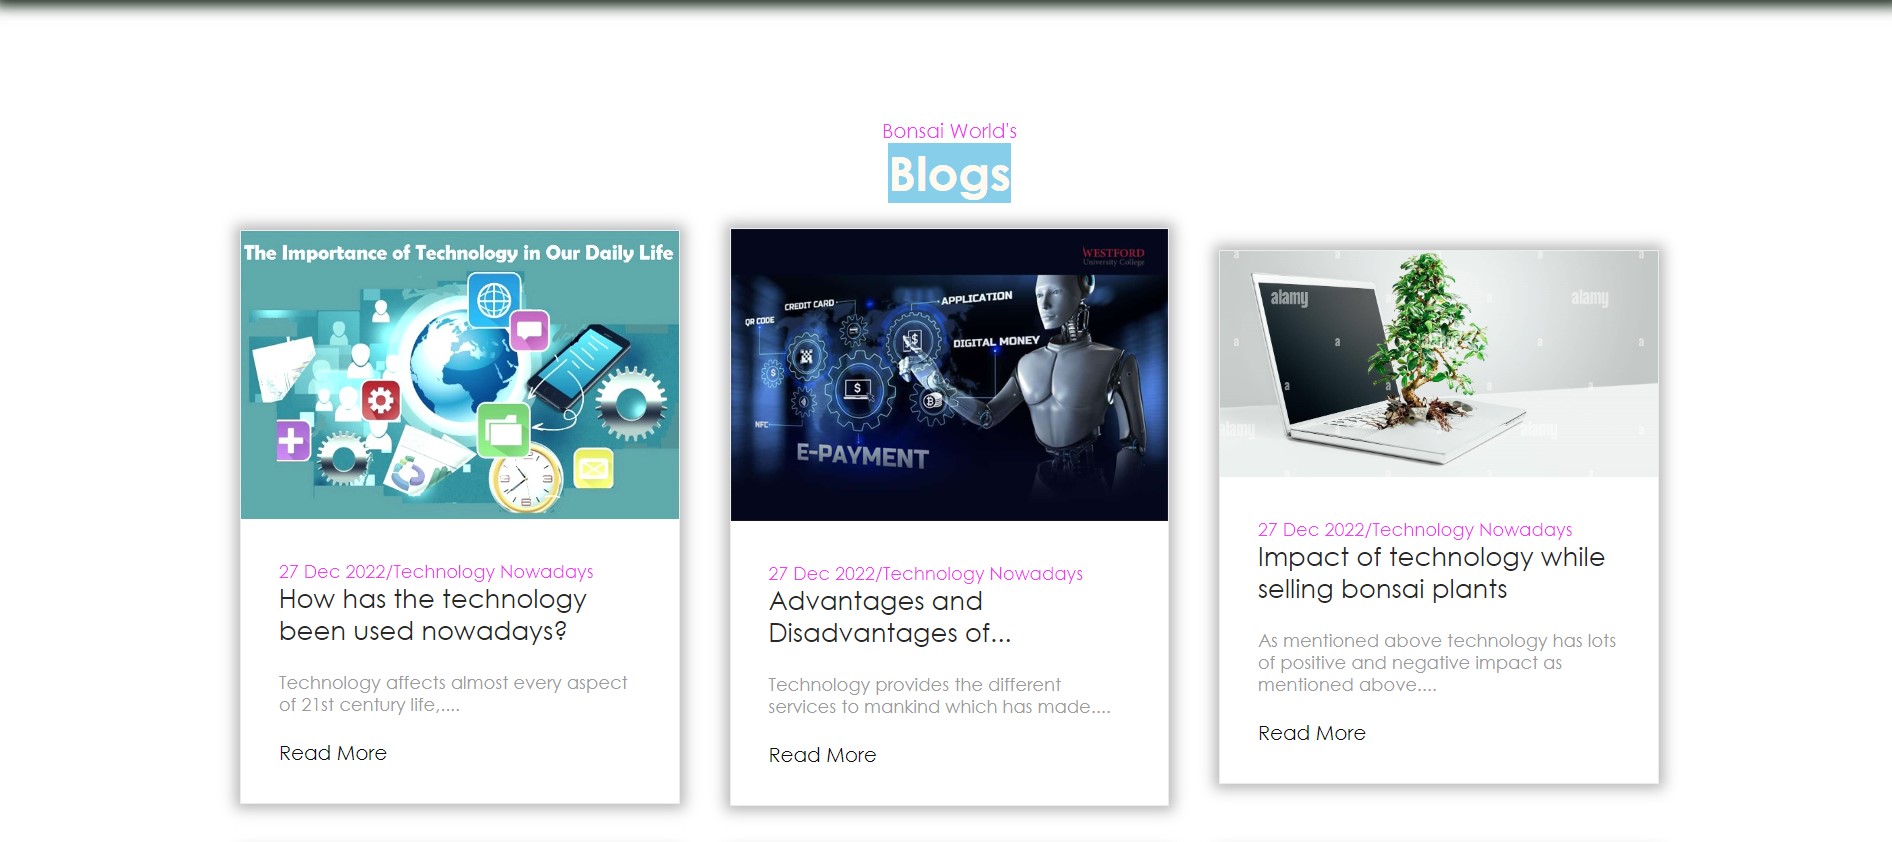 Bonsai World's
Blogs
The Importance of Technology in Our Daily Life
27 Dec 2022/Technology Nowadays
How has the technology
been used nowadays?
Technology affects almost every aspect
of 21st century life,....
Read More
WESTFORD
University College
CREDIT CARD
APPLICATION
QR CODE
DIGITAL MONEY
NFC
E-PAYMENT
27 Dec 2022/Technology Nowadays
Advantages and
Disadvantages of...
Technology provides the different
services to mankind which has made....
Read More
a a a
alamy alamy
a a alamy a
a a a
alamy alamy
a a
27 Dec 2022/Technology Nowadays
Impact of technology while
selling bonsai plants
As mentioned above technology has lots
of positive and negative impact as
mentioned above....
Read More